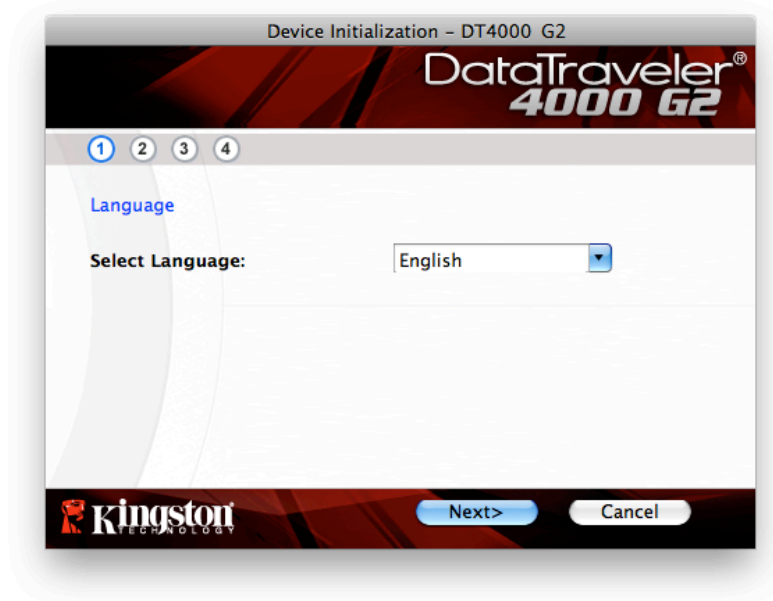 Device Initialization – DT4000 G2
DataTraveler®
4000 G2
1 2 3 4
Language
Select Language: English
Kingston
TECHNOLOGY
Next> Cancel